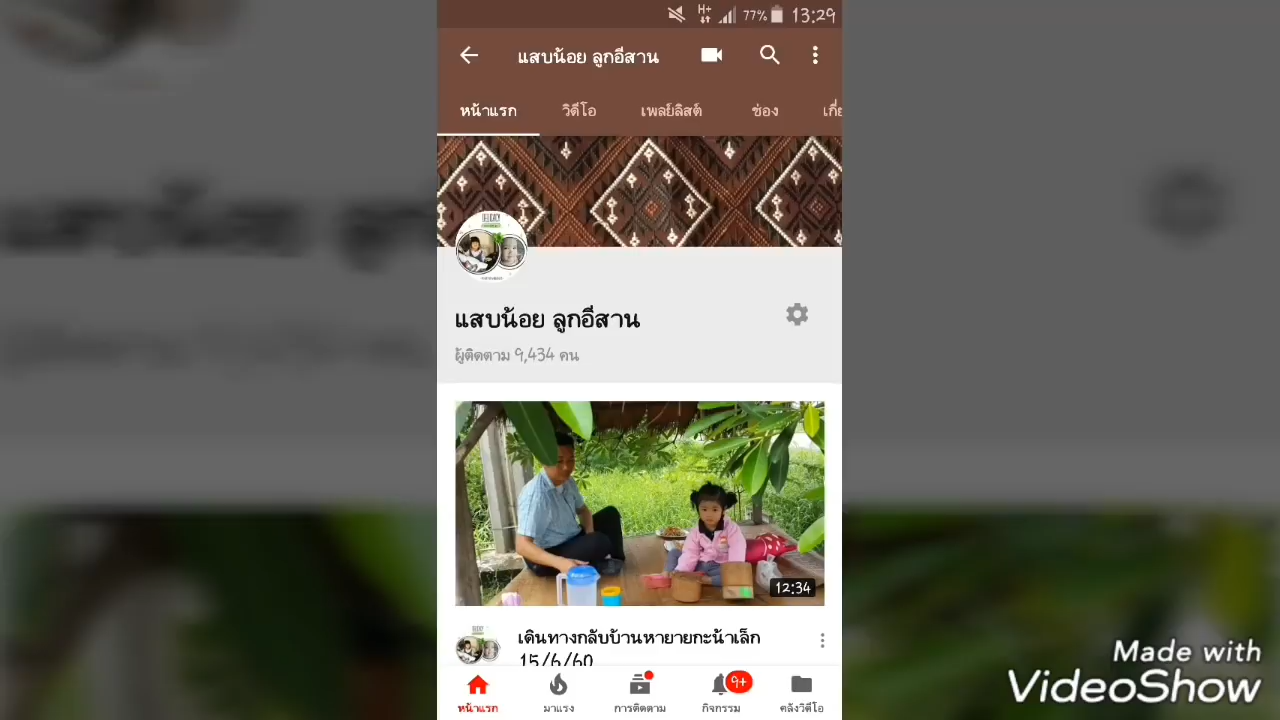 H+ 77% 13:29
แสบน้อย ลูกอีสาน
หน้าแรก วิดีโอ เพลย์ลิสต์ ช่อง
แสบน้อย ลูกอีสาน
ผู้ติดตาม 9,434 คน
12:34
เดินทางกลับบ้านหายายกะน้าเล็ก
15/6/60
9+
หน้าแรก มาแรง การติดตาม กิจกรรม คลังวิดีโอ
Made with
VideoShow